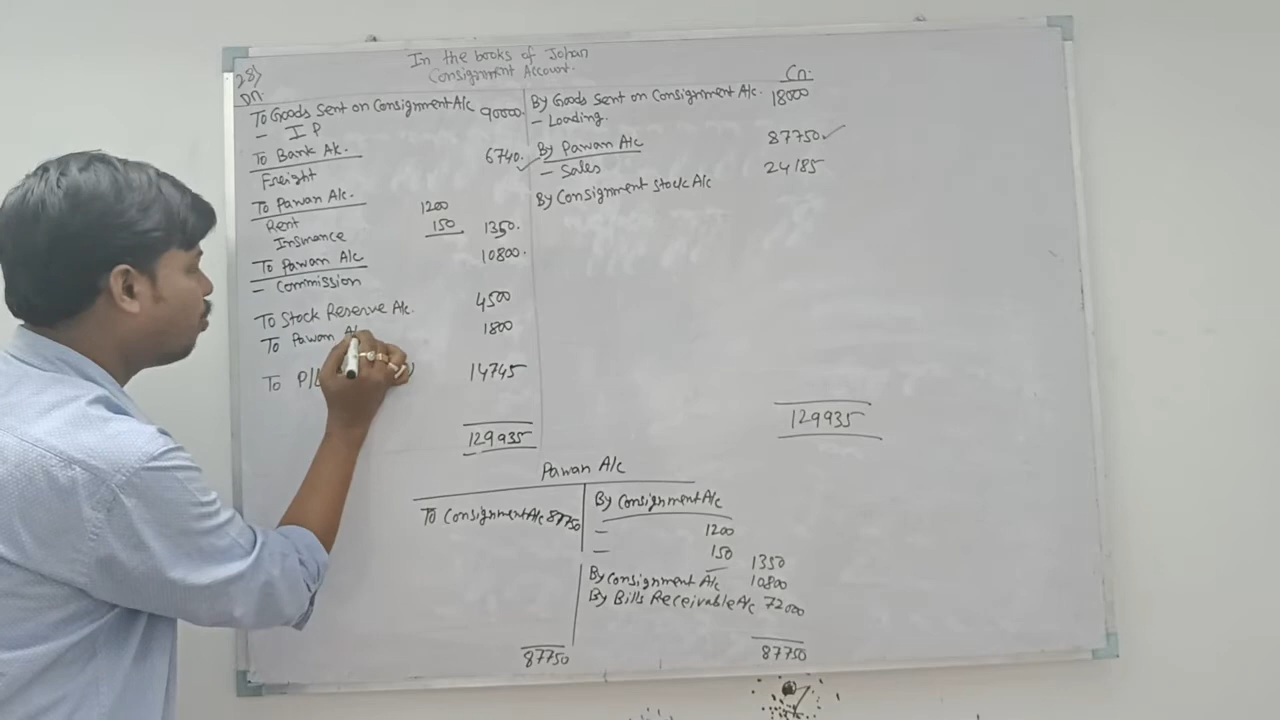 28)
In the books of Johan
Consignment Account.
Dr.
Cr.
To Goods Sent on Consignment A/c 90000.
- I P
To Bank Ac. 6740.
Freight
To Pawan A/c.
Rent 1200
Insurance 150 1350.
To Pawan A/c 10800.
- Commission
To Stock Reserve A/c. 4500
To Pawan A/c 1800
To P/L 14745
129935
By Goods Sent on Consignment A/c. 18000
- Loading.
By Pawan A/c 87750
- Sales
By Consignment Stock A/c 24185
129935
Pawan A/c
To Consignment A/c 87750
87750
By Consignment A/c
- 1200
- 150 1350
By Consignment A/c 10800
By Bills Receivable A/c 72000
87750